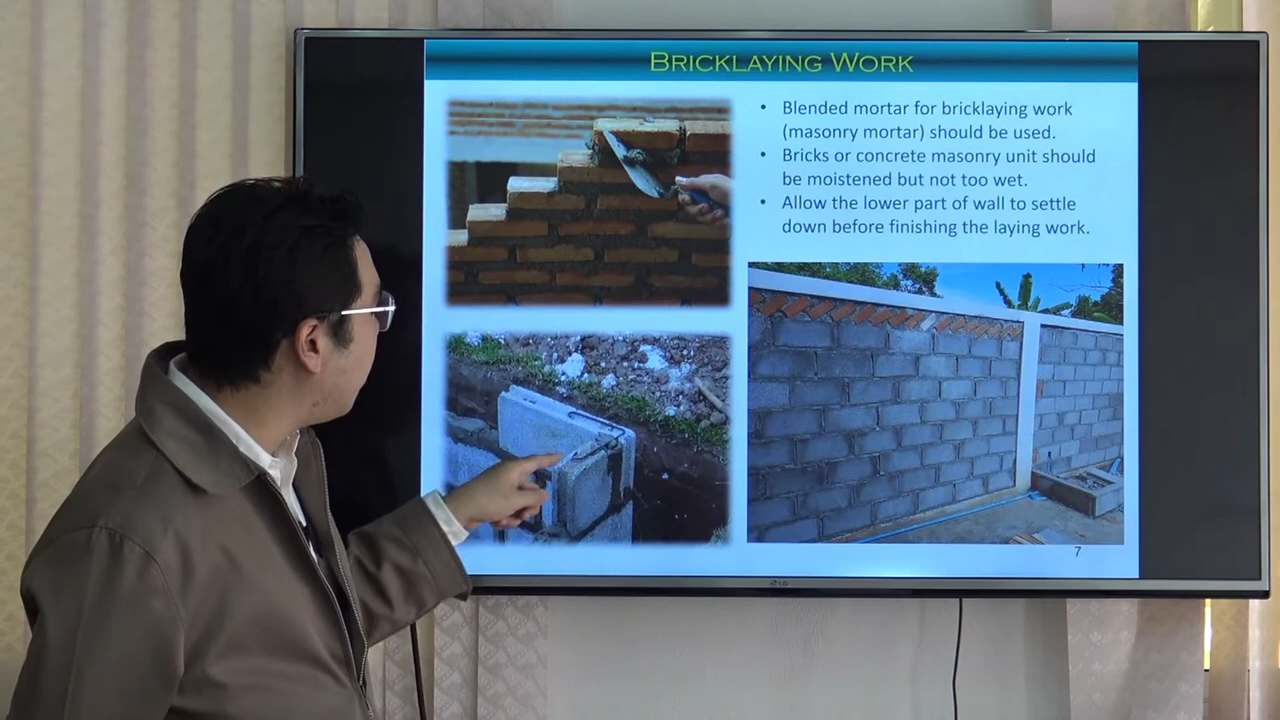 BRICKLAYING WORK
• Blended mortar for bricklaying work
(masonry mortar) should be used.
• Bricks or concrete masonry unit should
be moistened but not too wet.
• Allow the lower part of wall to settle
down before finishing the laying work.
7
LG